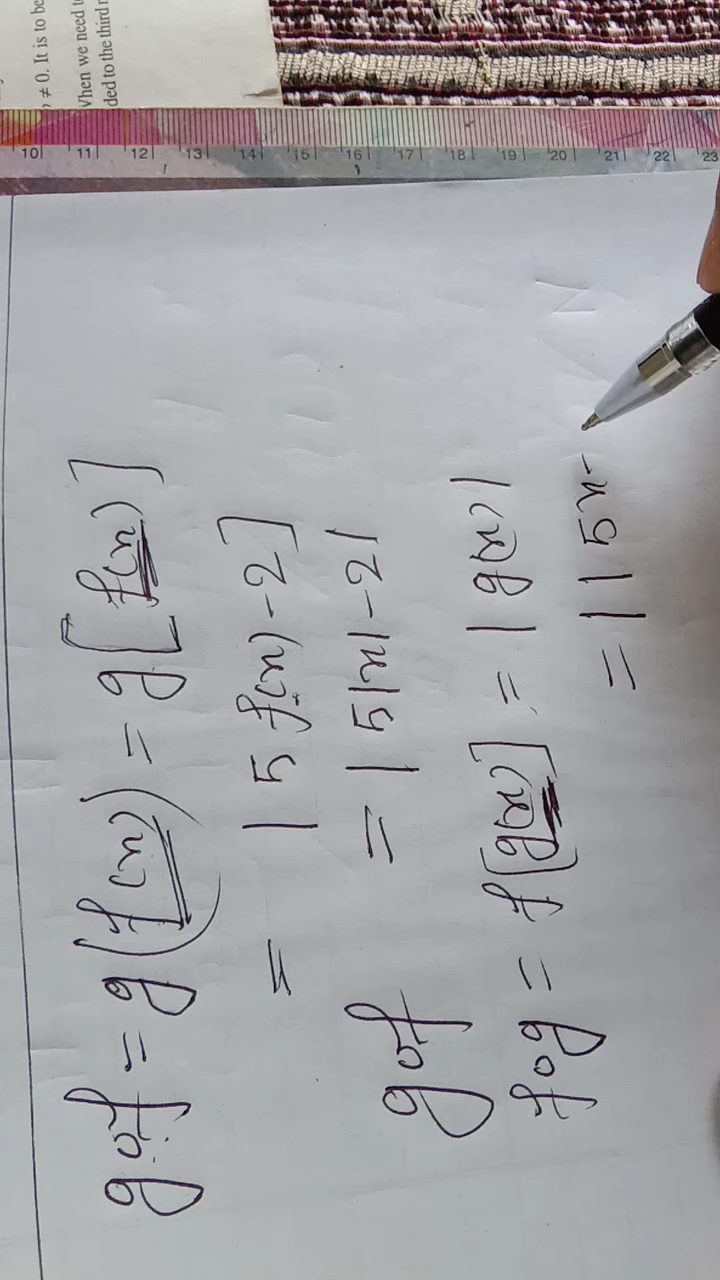 ≠ 0. It is to be
When we need t
ded to the third r
10 11 12 13 14 15 16 17 18 19 20 21 22 23
gof = g(f(x)) = g[f(x)]
= |5 f(x) - 2]
= |5|x| - 2|
gof
fog = f[g(x)] = |g(x)|
= ||5x-